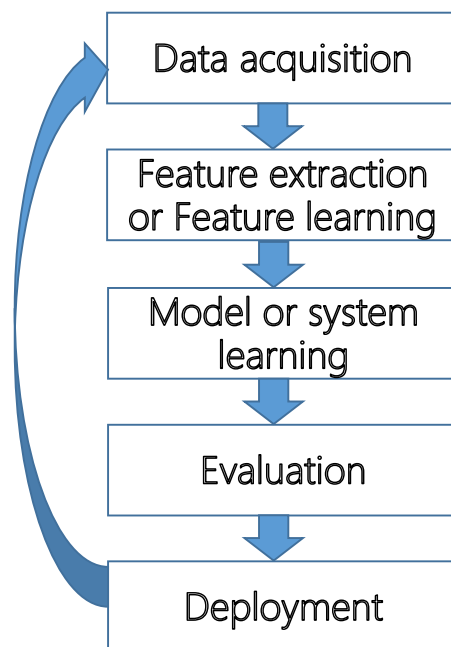 Data acquisition
Feature extraction
or Feature learning
Model or system
learning
Evaluation
Deployment